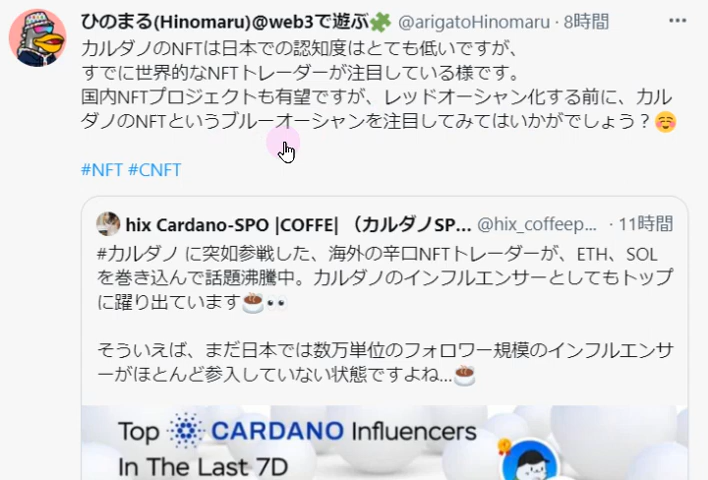 ひのまる(Hinomaru)@web3で遊ぶ @arigatoHinomaru · 8時間
カルダノのNFTは日本での認知度はとても低いですが、
すでに世界的なNFTトレーダーが注目している様です。
国内NFTプロジェクトも有望ですが、レッドオーシャン化する前に、カル
ダノのNFTというブルーオーシャンを注目してみてはいかがでしょう？☺️
#NFT #CNFT
hix Cardano-SPO |COFFE| （カルダノSP... @hix_coffeep... · 11時間
#カルダノ に突如参戦した、海外の辛口NFTトレーダーが、ETH、SOL
を巻き込んで話題沸騰中。カルダノのインフルエンサーとしてもトップ
に躍り出ています☕👀
そういえば、まだ日本では数万単位のフォロワー規模のインフルエンサ
ーがほとんど参入していない状態ですよね...☕
Top CARDANO Influencers
In The Last 7D